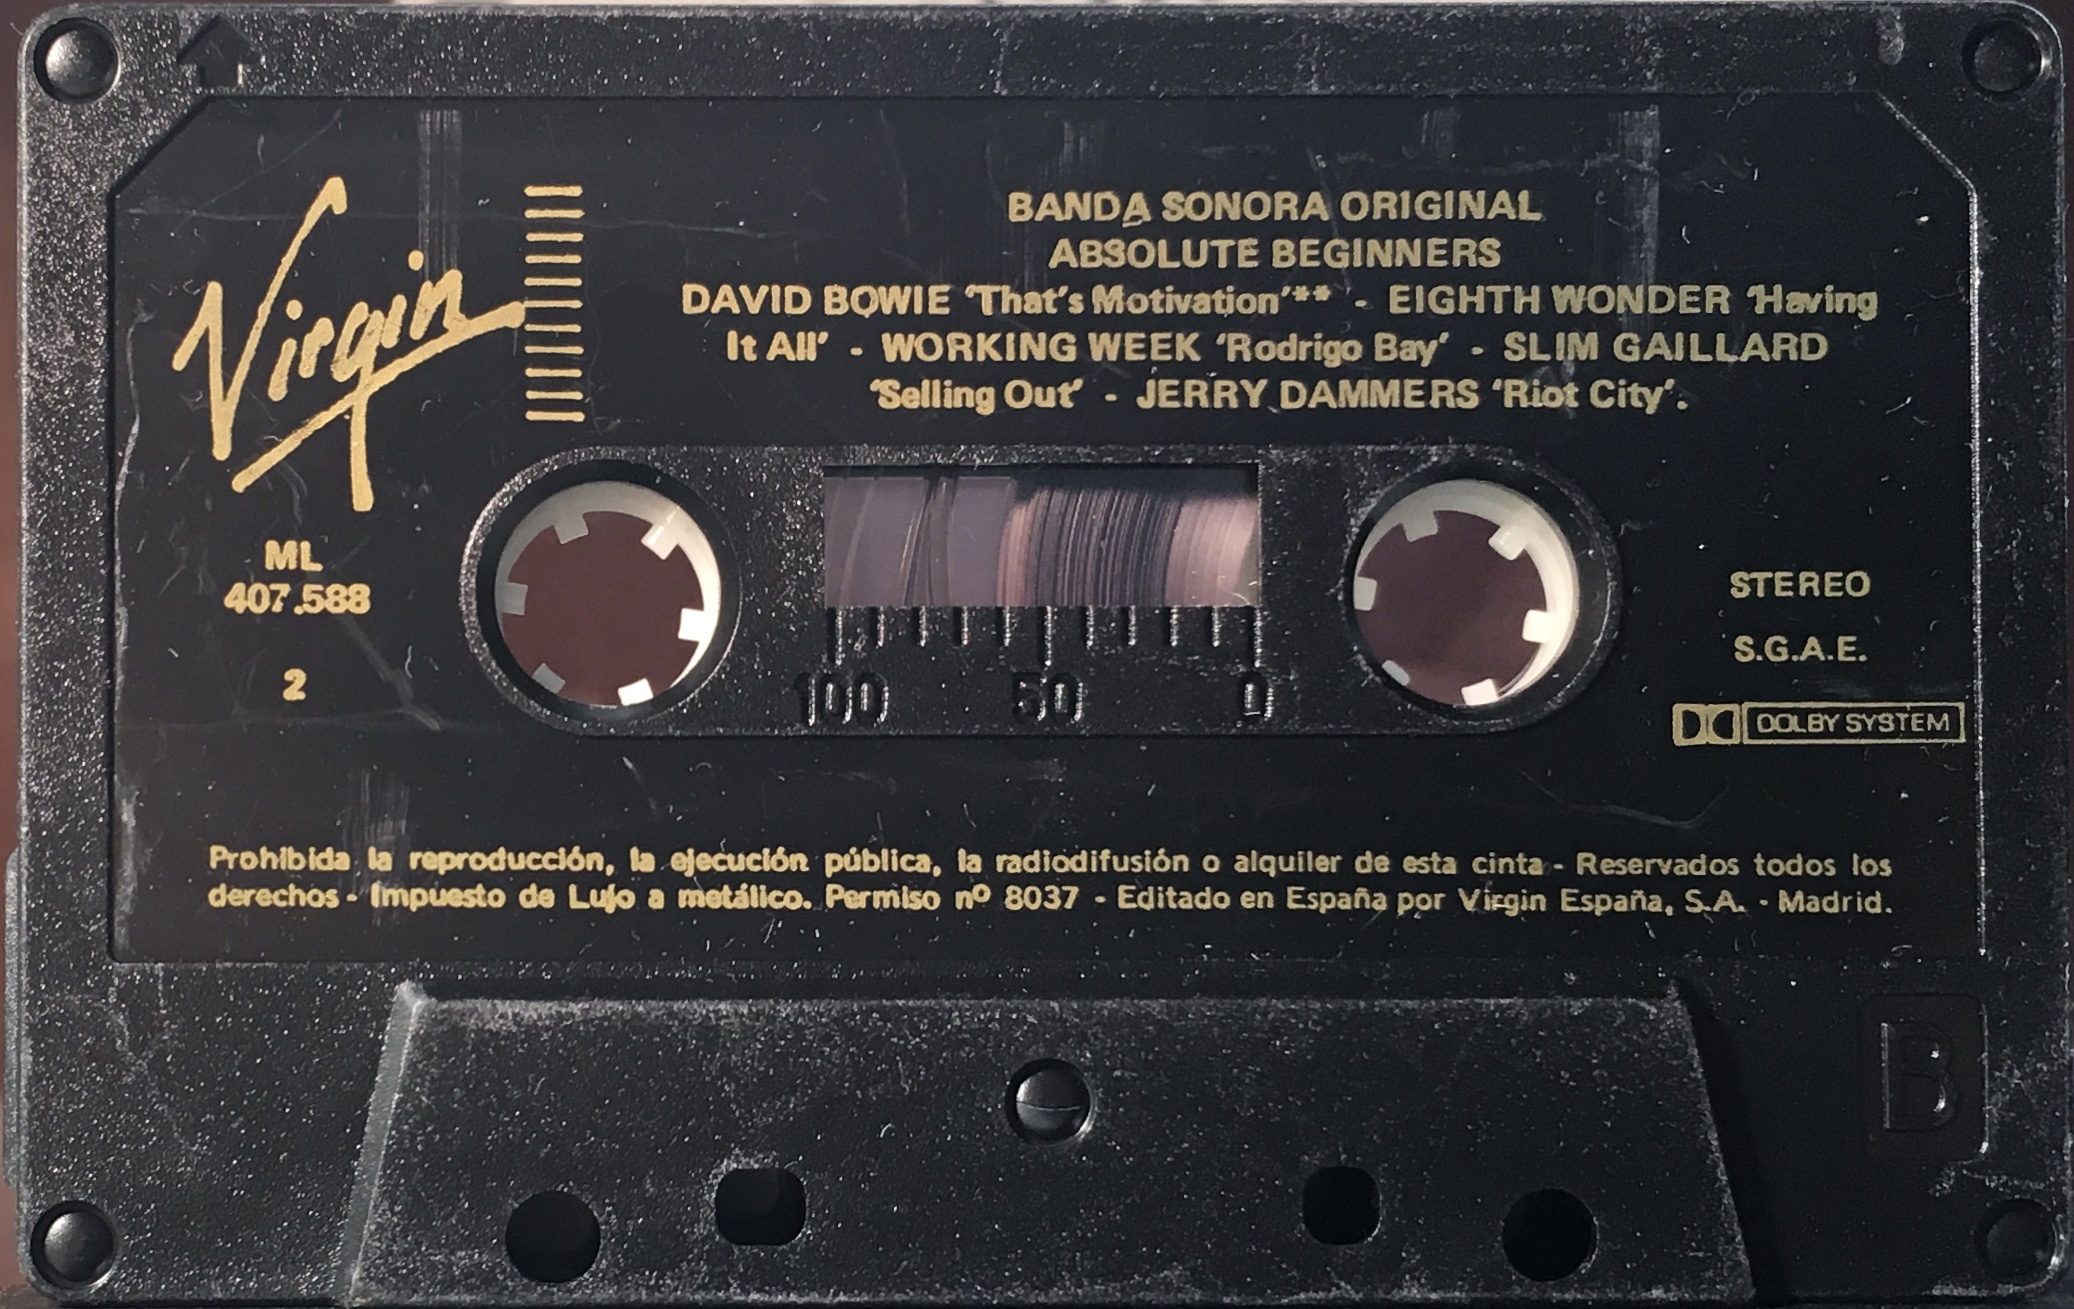 Virgin
BANDA SONORA ORIGINAL
ABSOLUTE BEGINNERS
DAVID BOWIE 'That's Motivation'** - EIGHTH WONDER 'Having
It All' - WORKING WEEK 'Rodrigo Bay' - SLIM GAILLARD
'Selling Out' - JERRY DAMMERS 'Riot City'.
ML
407.588
2
100 50 0
STEREO
S.G.A.E.
DOLBY SYSTEM
Prohibida la reproducción, la ejecución pública, la radiodifusión o alquiler de esta cinta - Reservados todos los
derechos - Impuesto de Lujo a metálico. Permiso nº 8037 - Editado en España por Virgin España, S.A. - Madrid.
B